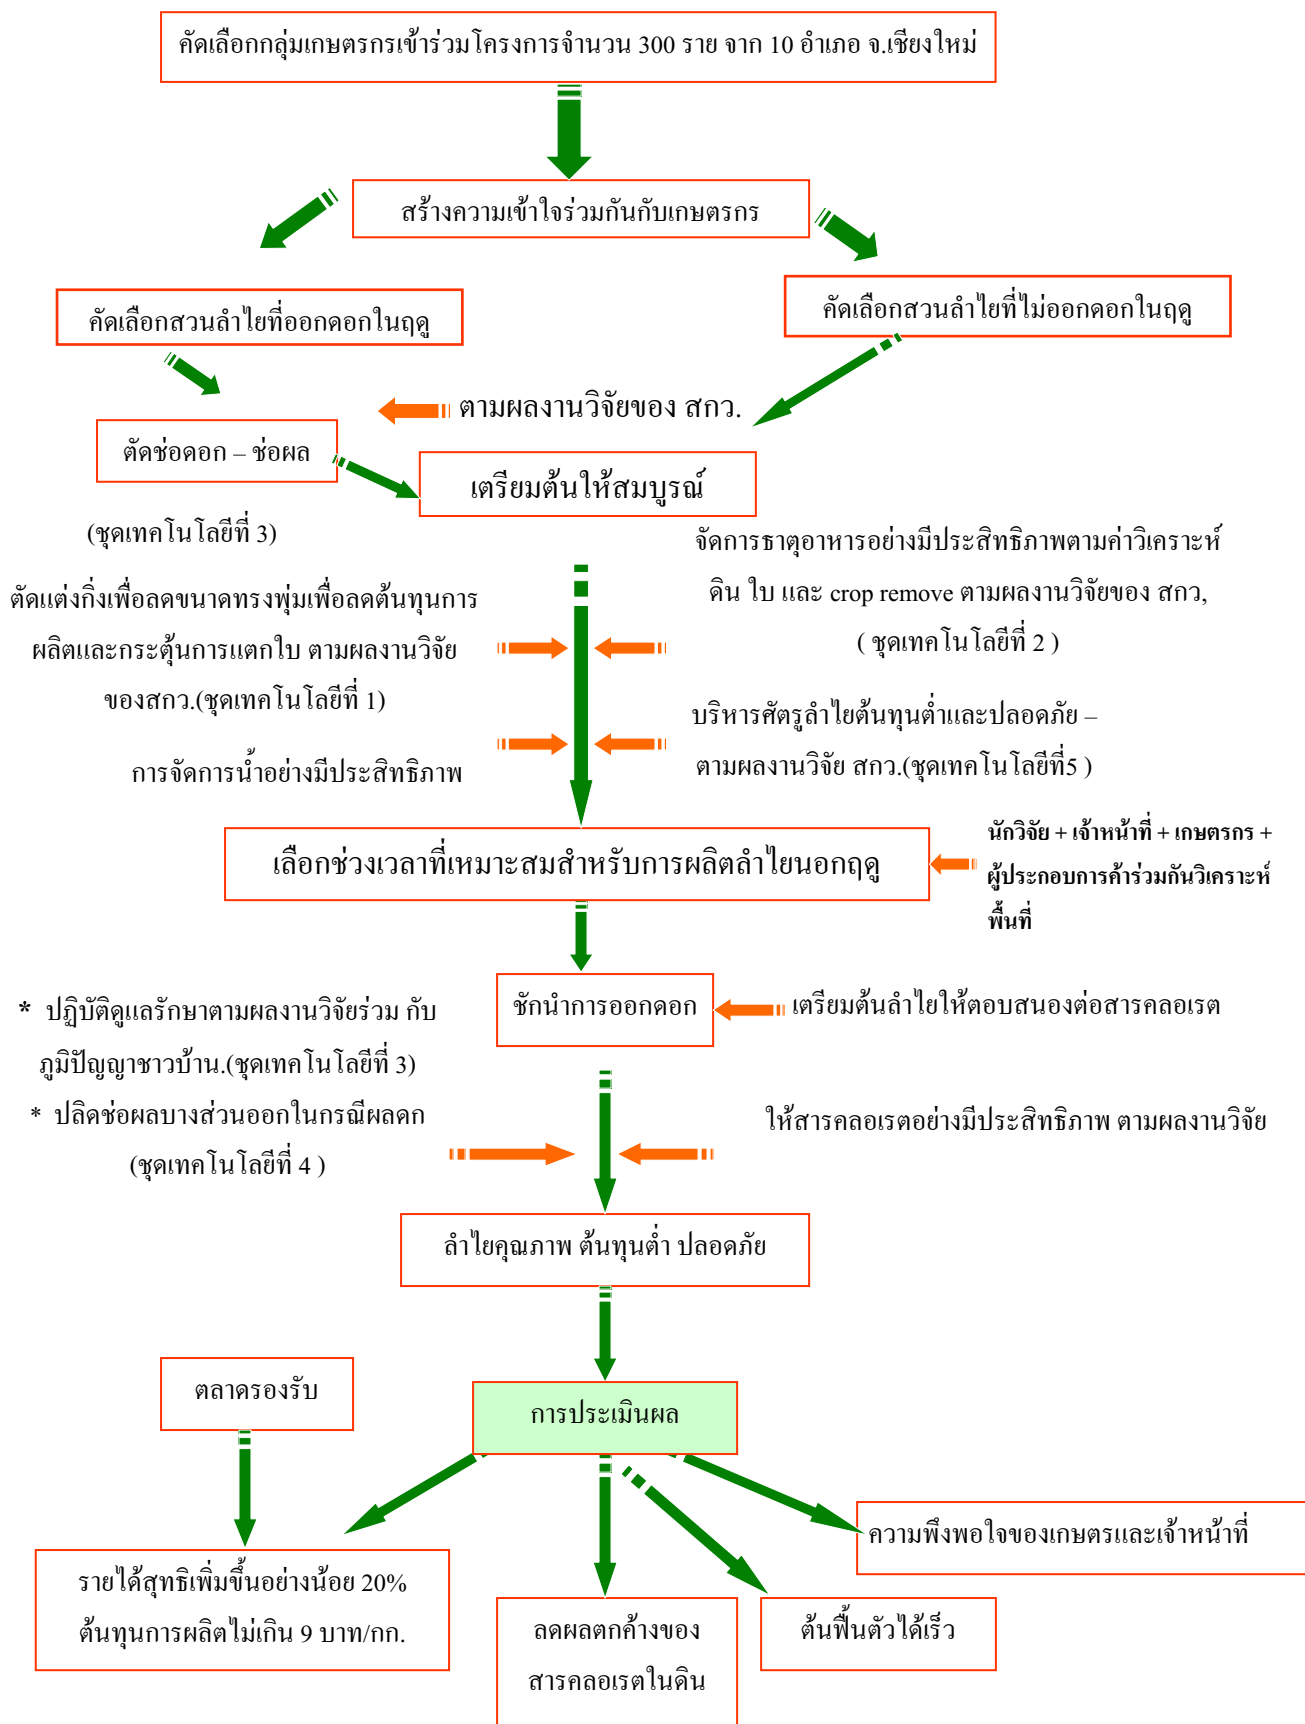 คัดเลือกกลุ่มเกษตรกรเข้าร่วมโครงการจำนวน 300 ราย จาก 10 อำเภอ จ.เชียงใหม่
สร้างความเข้าใจร่วมกันกับเกษตรกร
คัดเลือกสวนลำไยที่ออกดอกในฤดู
คัดเลือกสวนลำไยที่ไม่ออกดอกในฤดู
ตามผลงานวิจัยของ สกว.
ตัดช่อดอก – ช่อผล
เตรียมต้นให้สมบูรณ์
(ชุดเทคโนโลยีที่ 3)
จัดการธาตุอาหารอย่างมีประสิทธิภาพตามค่าวิเคราะห์
ดิน ใบ และ crop remove ตามผลงานวิจัยของ สกว,
( ชุดเทคโนโลยีที่ 2 )
ตัดแต่งกิ่งเพื่อลดขนาดทรงพุ่มเพื่อลดต้นทุนการ
ผลิตและกระตุ้นการแตกใบ ตามผลงานวิจัย
ของสกว.(ชุดเทคโนโลยีที่ 1)
บริหารศัตรูลำไยต้นทุนต่ำและปลอดภัย –
ตามผลงานวิจัย สกว.(ชุดเทคโนโลยีที่5 )
การจัดการน้ำอย่างมีประสิทธิภาพ
เลือกช่วงเวลาที่เหมาะสมสำหรับการผลิตลำไยนอกฤดู
นักวิจัย + เจ้าหน้าที่ + เกษตรกร +
ผู้ประกอบการค้าร่วมกันวิเคราะห์
พื้นที่
ชักนำการออกดอก
เตรียมต้นลำไยให้ตอบสนองต่อสารคลอเรต
* ปฏิบัติดูแลรักษาตามผลงานวิจัยร่วม กับ
ภูมิปัญญาชาวบ้าน.(ชุดเทคโนโลยีที่ 3)
* ปลิดช่อผลบางส่วนออกในกรณีผลดก
(ชุดเทคโนโลยีที่ 4 )
ให้สารคลอเรตอย่างมีประสิทธิภาพ ตามผลงานวิจัย
ลำไยคุณภาพ ต้นทุนต่ำ ปลอดภัย
ตลาดรองรับ
การประเมินผล
ความพึงพอใจของเกษตรและเจ้าหน้าที่
รายได้สุทธิเพิ่มขึ้นอย่างน้อย 20%
ต้นทุนการผลิตไม่เกิน 9 บาท/กก.
ลดผลตกค้างของ
สารคลอเรตในดิน
ต้นฟื้นตัวได้เร็ว